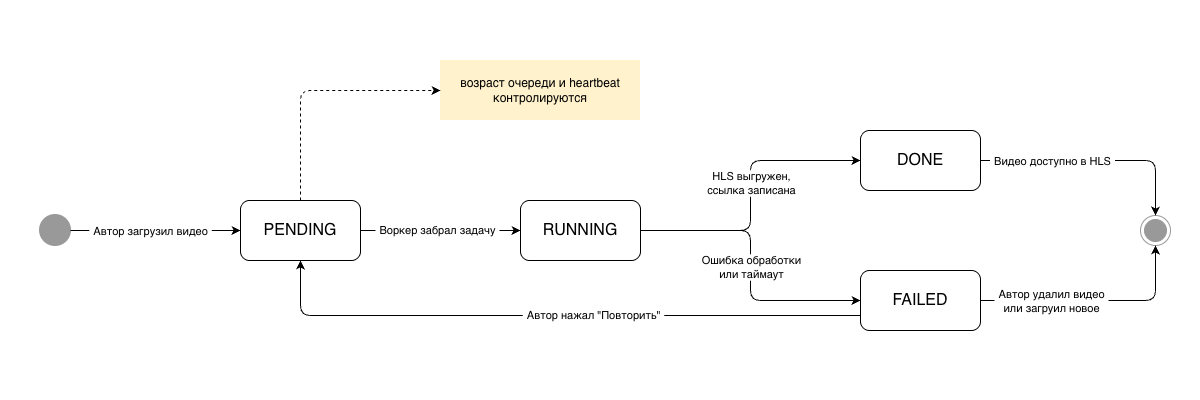 возраст очереди и heartbeat
контролируются
DONE
Видео доступно в HLS
HLS выгружен,
ссылка записана
Автор загрузил видео
PENDING
Воркер забрал задачу
RUNNING
Ошибка обработки
или таймаут
FAILED
Автор удалил видео
или загруил новое
Автор нажал "Повторить"